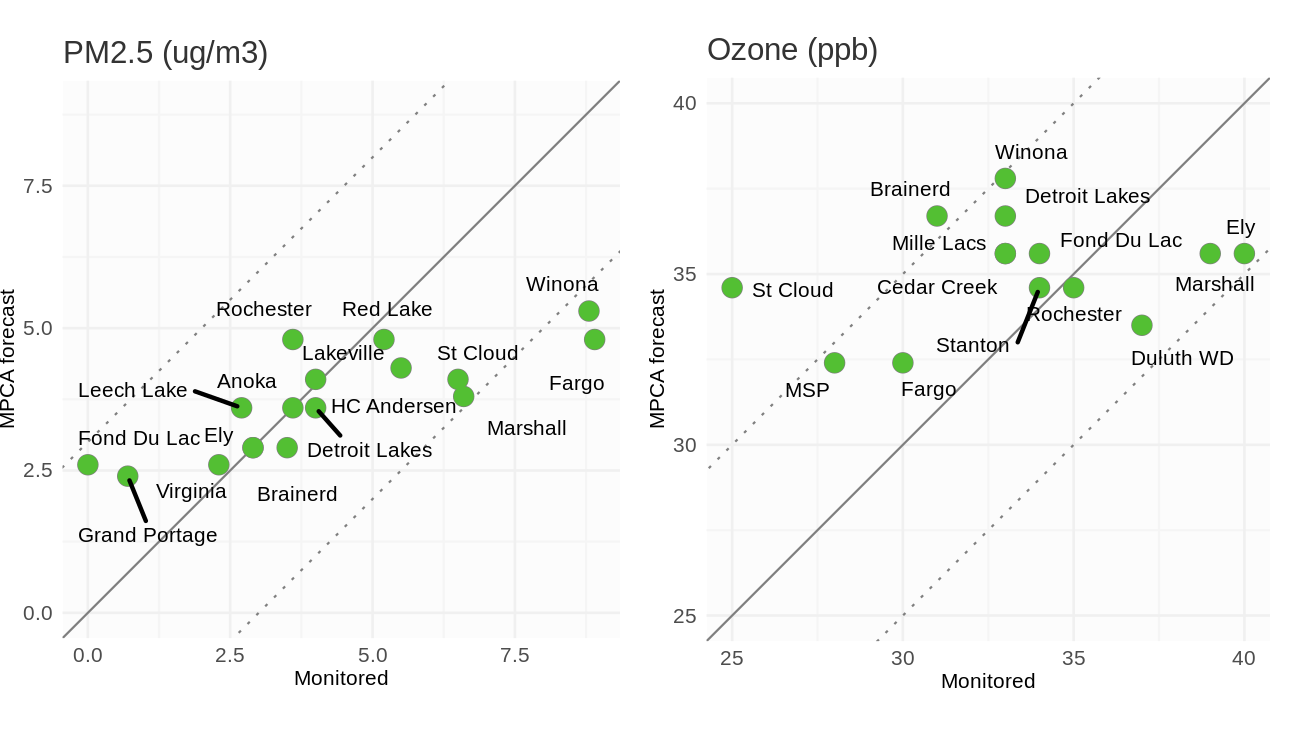 PM2.5 (ug/m3)
MPCA forecast
7.5
5.0
2.5
0.0
Winona
Rochester
Red Lake
Lakeville
St Cloud
Leech Lake
Anoka
Fargo
HC Andersen
Marshall
Fond Du Lac
Ely
Detroit Lakes
Virginia
Brainerd
Grand Portage
0.0
2.5
5.0
7.5
Monitored
Ozone (ppb)
MPCA forecast
40
35
30
25
Winona
Brainerd
Detroit Lakes
Ely
Mille Lacs
Fond Du Lac
St Cloud
Cedar Creek
Marshall
Rochester
Stanton
Duluth WD
MSP
Fargo
25
30
35
40
Monitored